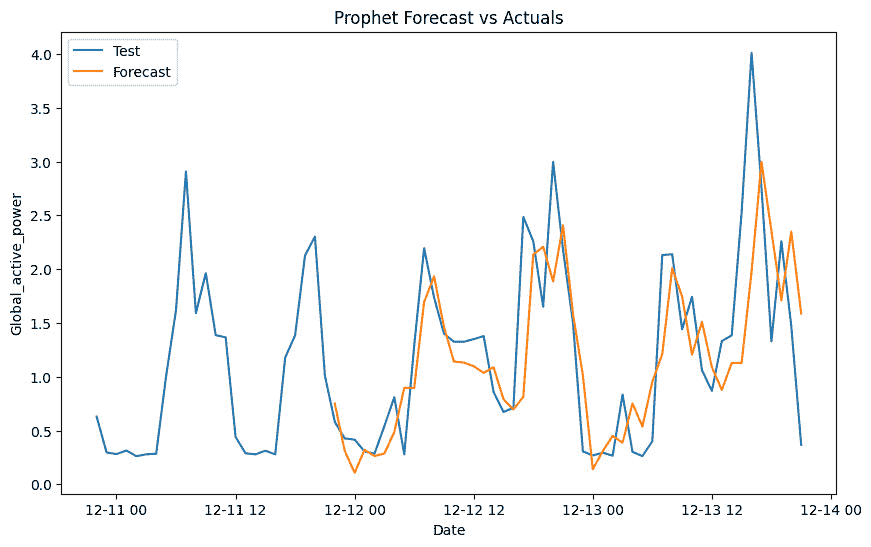 Prophet Forecast vs Actuals
Test
Forecast
4.0
3.5
3.0
2.5
2.0
1.5
1.0
0.5
0.0
Global_active_power
12-11 00 12-11 12 12-12 00 12-12 12 12-13 00 12-13 12 12-14 00
Date